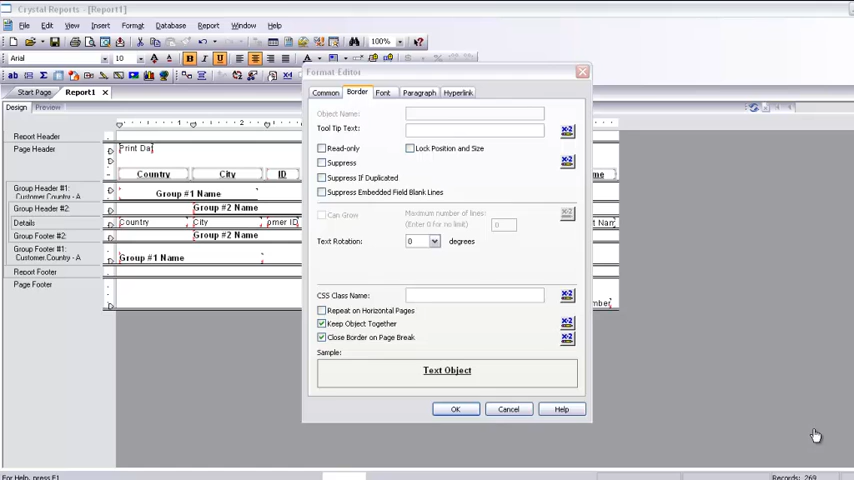 Crystal Reports - [Report1]
File Edit View Insert Format Database Report Window Help
100%
Arial 10 B I U
Start Page Report1
Design Preview
1 2
Report Header
Page Header Print Dat
Country City ID me
Group Header #1:
Customer.Country - A Group #1 Name
Group Header #2: Group #2 Name
Details Country City omer ID
Group Footer #2: Group #2 Name
Group Footer #1:
Customer.Country - A Group #1 Name
Report Footer
Page Footer mber
Format Editor
Common Border Font Paragraph Hyperlink
Object Name:
Tool Tip Text:
Read-only Lock Position and Size
Suppress
Suppress If Duplicated
Suppress Embedded Field Blank Lines
Can Grow Maximum number of lines:
(Enter 0 for no limit) 0
Text Rotation: 0 degrees
CSS Class Name:
Repeat on Horizontal Pages
Keep Object Together
Close Border on Page Break
Sample:
Text Object
OK Cancel Help
For Help, press F1 Records: 269